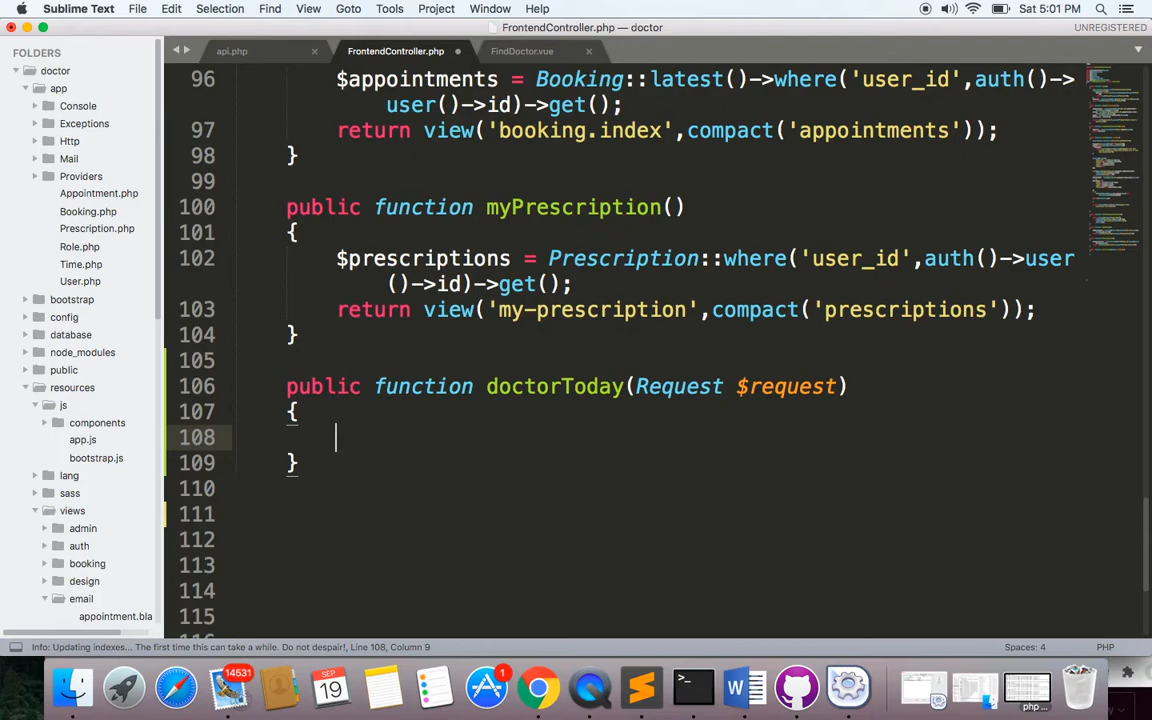 Sublime Text File Edit Selection Find View Goto Tools Project Window Help Sat 5:01 PM
FrontendController.php — doctor UNREGISTERED
FOLDERS
api.php × FrontendController.php FindDoctor.vue ×
doctor
app
Console
Exceptions
Http
Mail
Providers
Appointment.php
Booking.php
Prescription.php
Role.php
Time.php
User.php
bootstrap
config
database
node_modules
public
resources
js
components
app.js
bootstrap.js
lang
sass
views
admin
auth
booking
design
email
appointment.bla
96 $appointments = Booking::latest()->where('user_id',auth()->
user()->id)->get();
97 return view('booking.index',compact('appointments'));
98 }
99
100 public function myPrescription()
101 {
102 $prescriptions = Prescription::where('user_id',auth()->user
()->id)->get();
103 return view('my-prescription',compact('prescriptions'));
104 }
105
106 public function doctorToday(Request $request)
107 {
108
109 }
110
111
112
113
114
115
116
Info: Updating indexes... The first time this can take a while. Do not despair!, Line 108, Column 9 Spaces: 4 PHP
14531
SEP
19
1
php ...